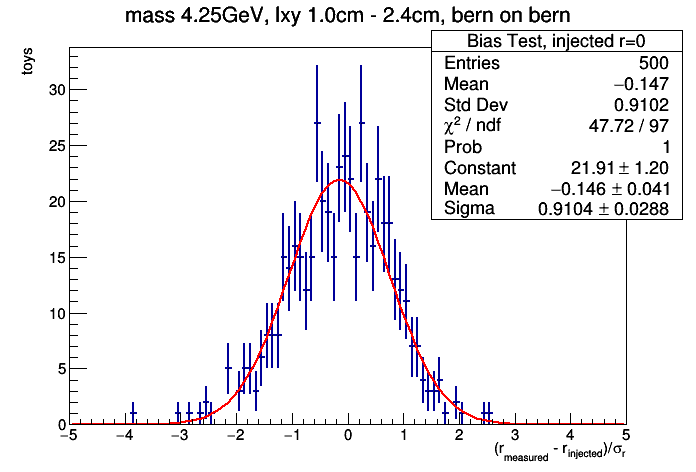 mass 4.25GeV, lxy 1.0cm - 2.4cm, bern on bern
Bias Test, injected r=0
Entries 500
Mean −0.147
Std Dev 0.9102
χ² / ndf 47.72 / 97
Prob 1
Constant 21.91 ± 1.20
Mean −0.146 ± 0.041
Sigma 0.9104 ± 0.0288
toys
30
25
20
15
10
5
0
−5 −4 −3 −2 −1 0 1 2 3 4 5
(r_measured - r_injected)/σ_r